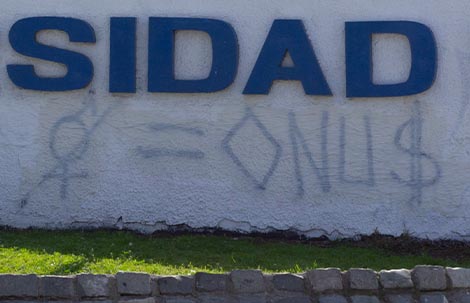 SIDAD
⚥ = ONU$